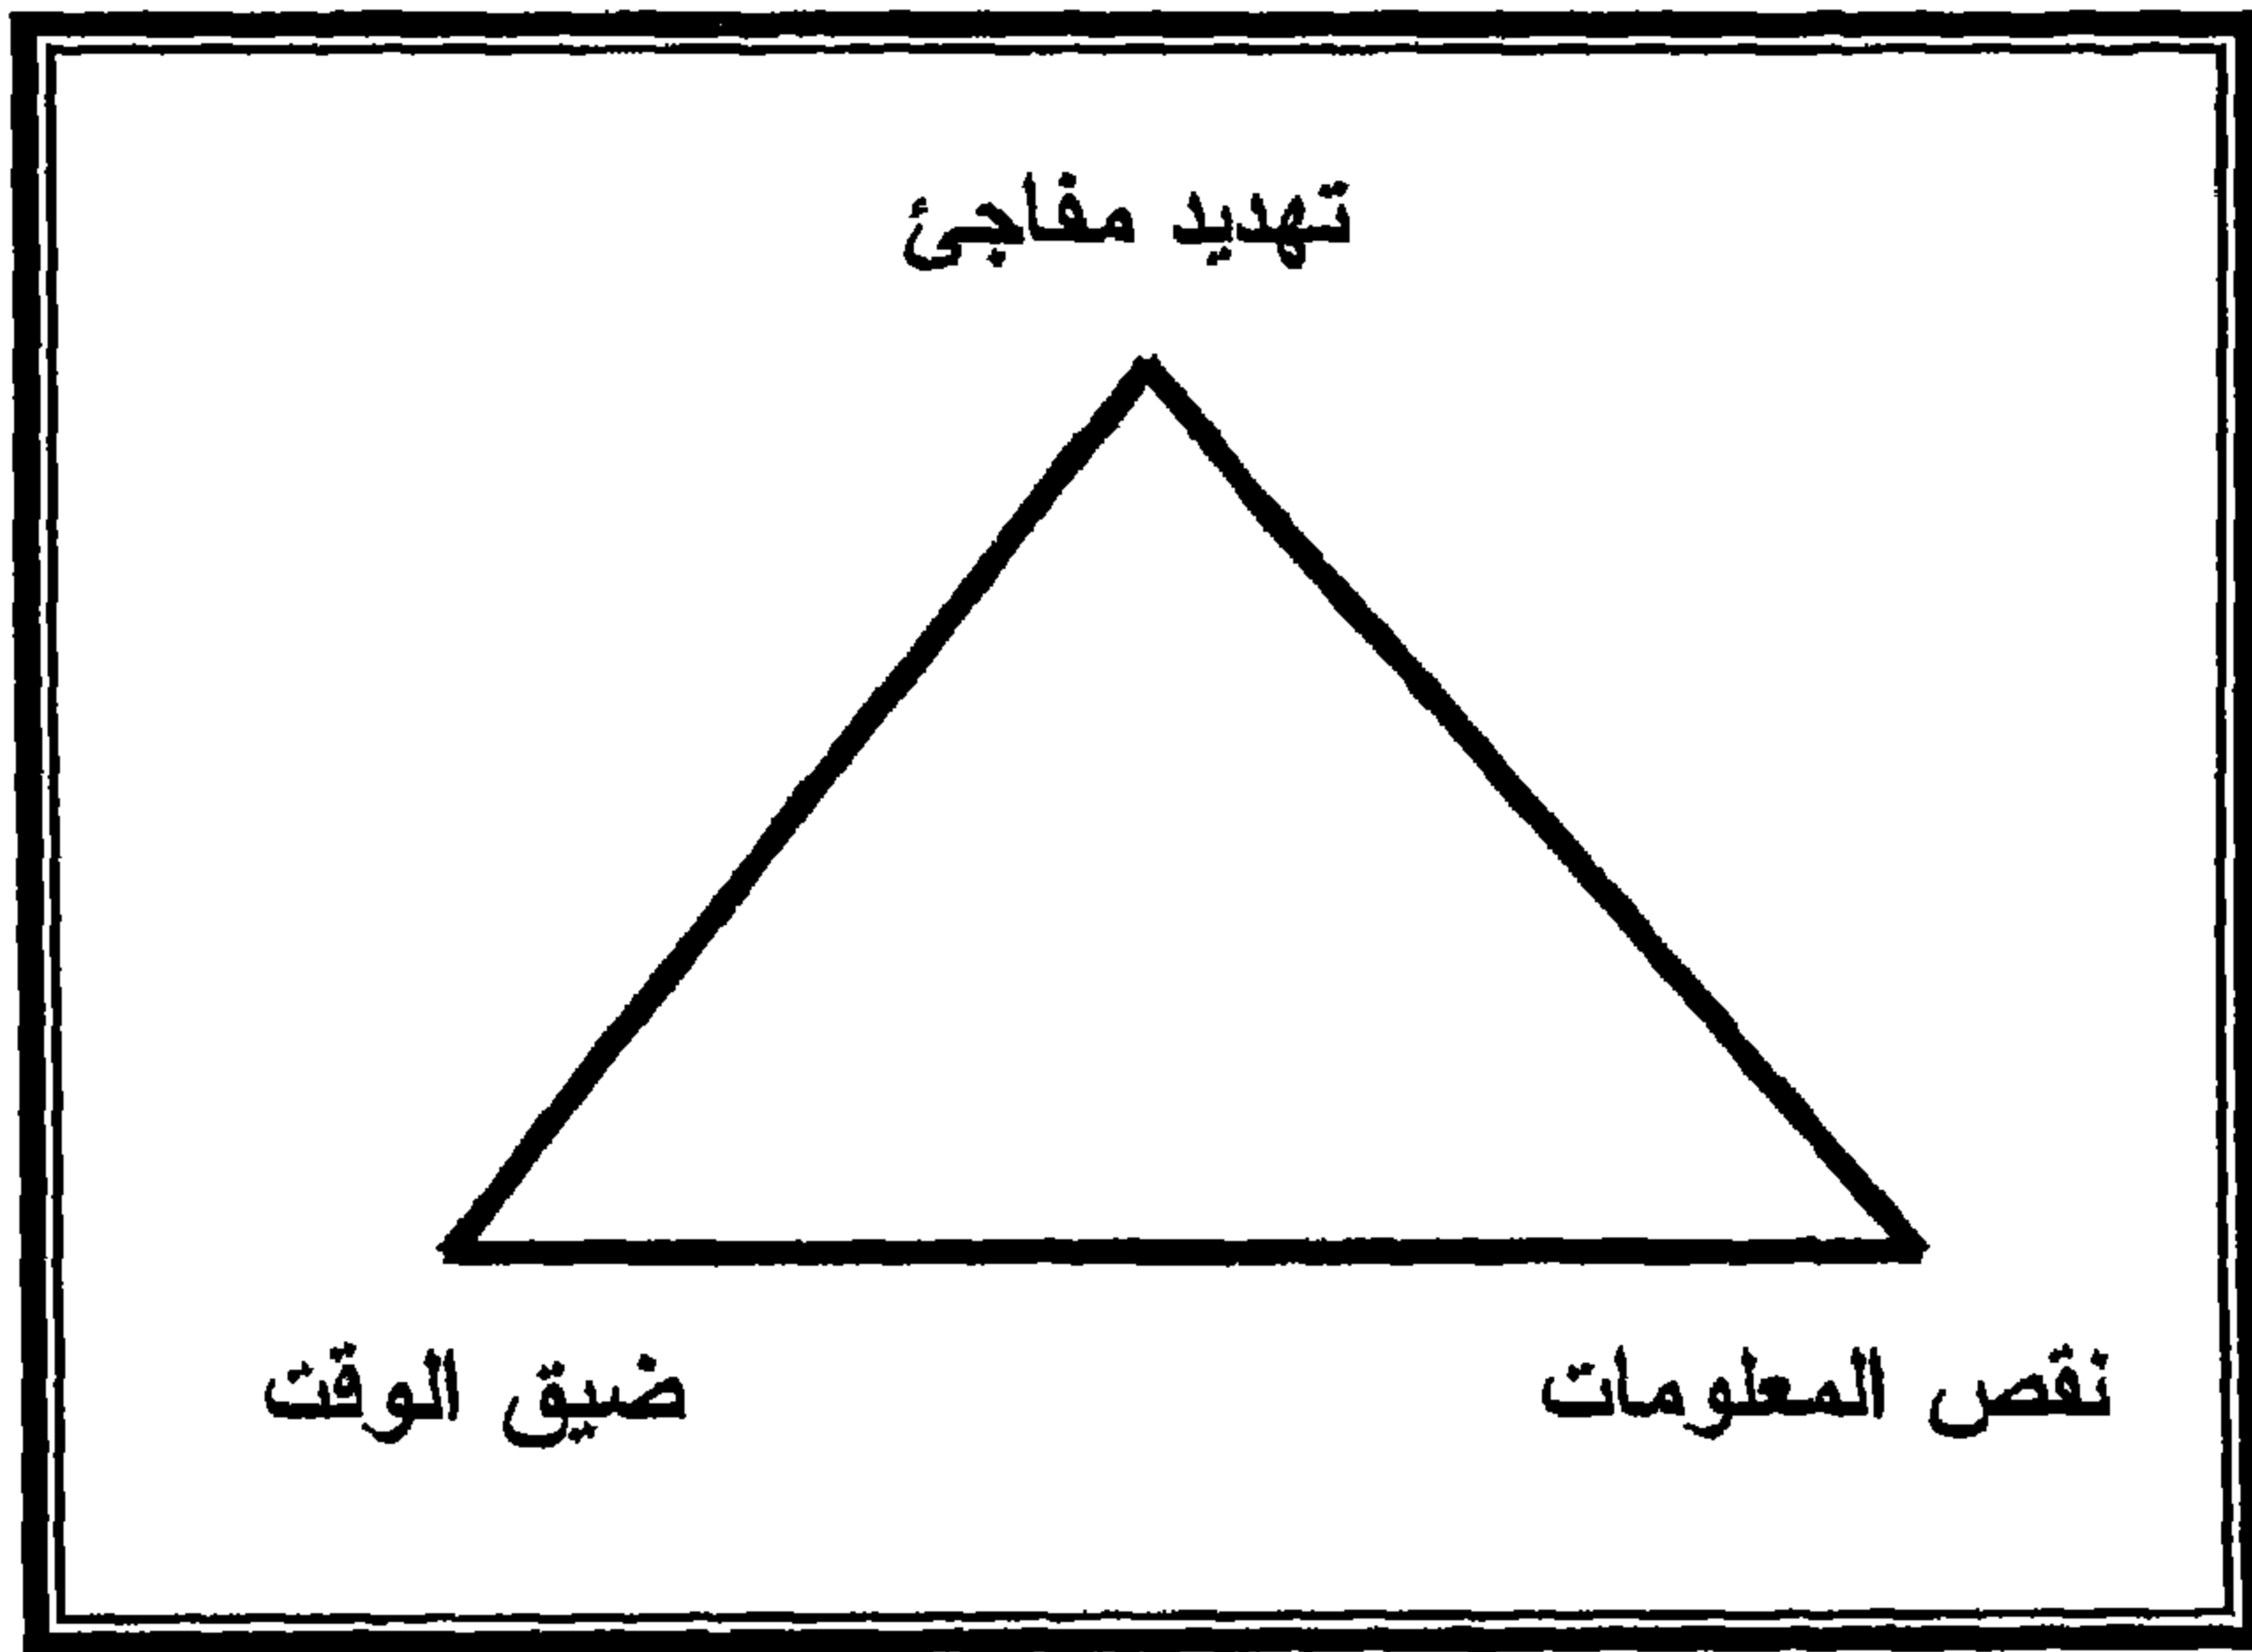 تهديد مفاجئ
نقص المعلومات
ضيق الوقت